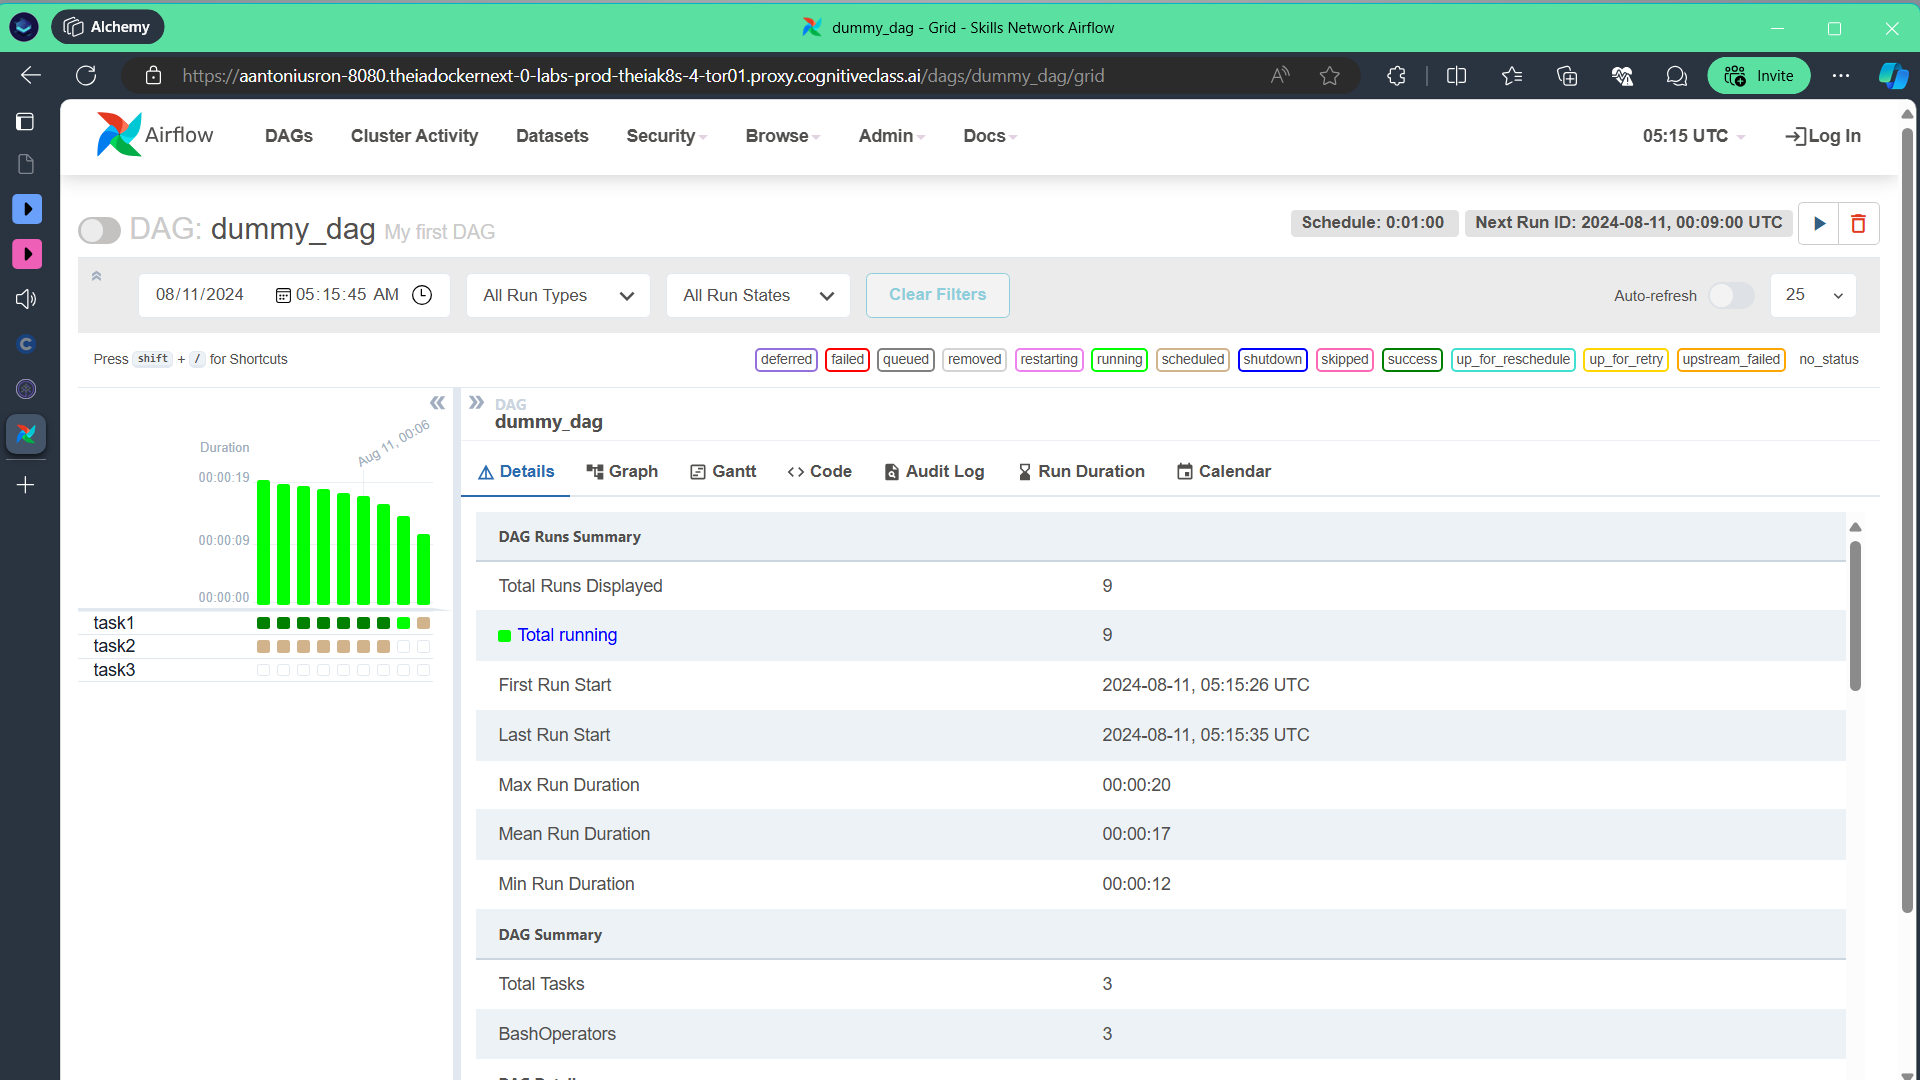 Alchemy
dummy_dag - Grid - Skills Network Airflow
https://aantoniusron-8080.theiadockernext-0-labs-prod-theiak8s-4-tor01.proxy.cognitiveclass.ai/dags/dummy_dag/grid
Invite
Airflow DAGs Cluster Activity Datasets Security Browse Admin Docs 05:15 UTC Log In
DAG: dummy_dag My first DAG Schedule: 0:01:00 Next Run ID: 2024-08-11, 00:09:00 UTC
08/11/2024 05:15:45 AM All Run Types All Run States Clear Filters Auto-refresh 25
Press shift + / for Shortcuts deferred failed queued removed restarting running scheduled shutdown skipped success up_for_reschedule up_for_retry upstream_failed no_status
Aug 11, 00:06
Duration
00:00:19
00:00:09
00:00:00
task1
task2
task3
DAG
dummy_dag
Details Graph Gantt Code Audit Log Run Duration Calendar
DAG Runs Summary
Total Runs Displayed 9
Total running 9
First Run Start 2024-08-11, 05:15:26 UTC
Last Run Start 2024-08-11, 05:15:35 UTC
Max Run Duration 00:00:20
Mean Run Duration 00:00:17
Min Run Duration 00:00:12
DAG Summary
Total Tasks 3
BashOperators 3